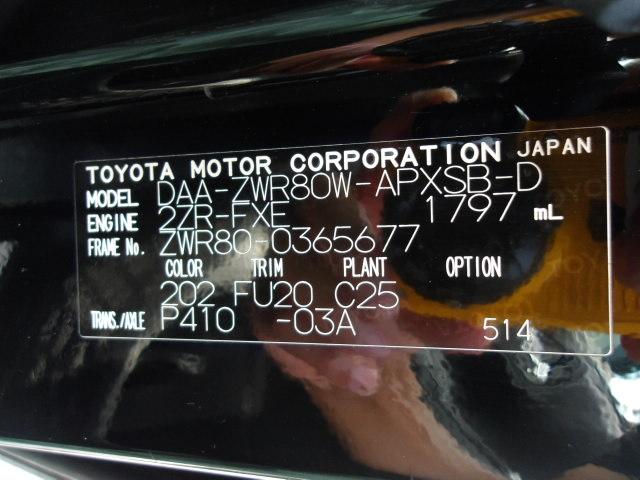 TOYOTA MOTOR CORPORATION JAPAN
MODEL DAA-ZWR80W-APXSB-D
ENGINE 2ZR-FXE 1797 mL
FRAME No. ZWR80-0365677
COLOR TRIM PLANT OPTION
202 FU20 C25
TRANS./AXLE P410 -03A 514